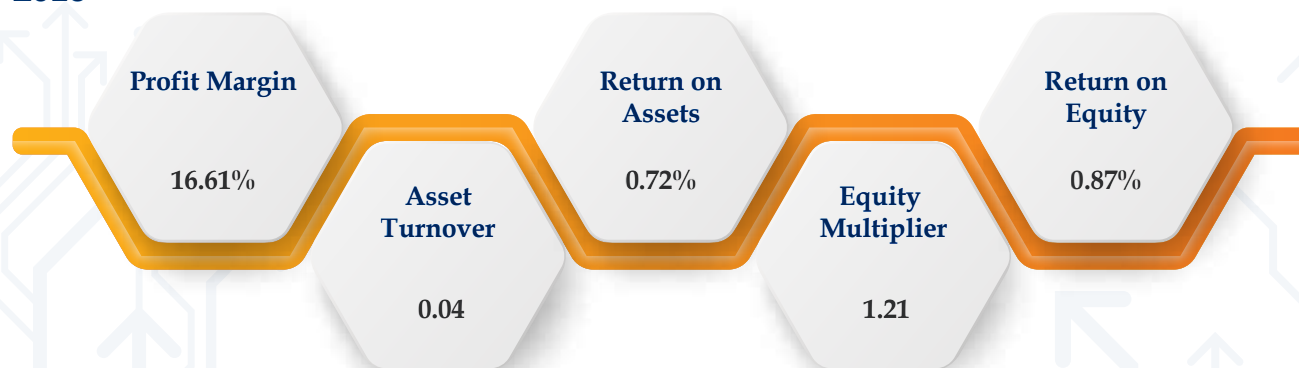 Profit Margin
16.61%
Asset
Turnover
0.04
Return on
Assets
0.72%
Equity
Multiplier
1.21
Return on
Equity
0.87%